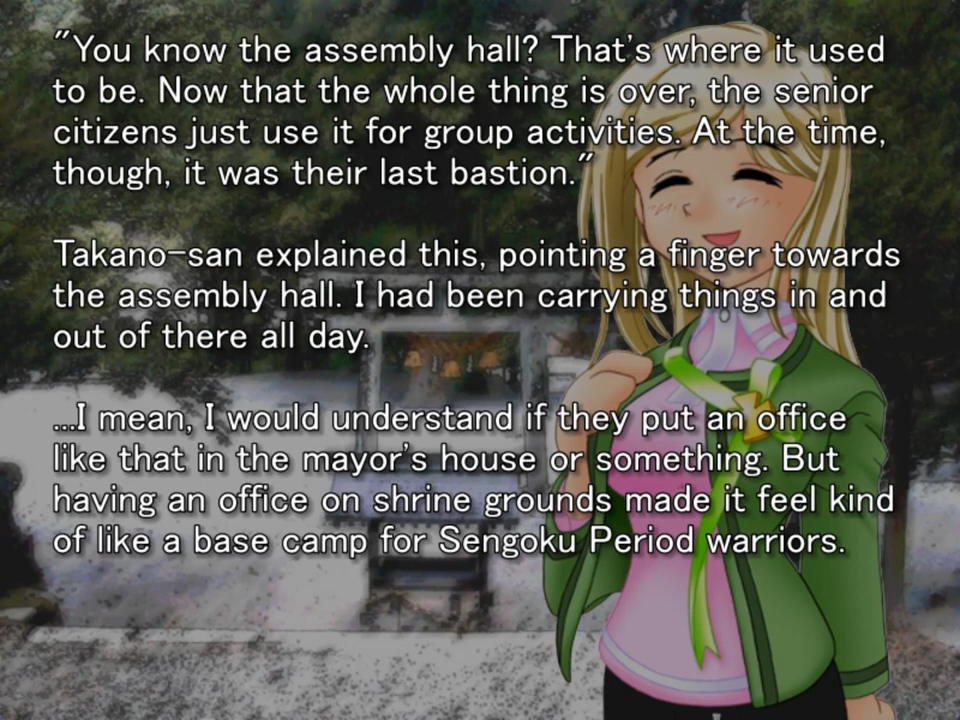 "You know the assembly hall? That's where it used
to be. Now that the whole thing is over, the senior
citizens just use it for group activities. At the time,
though, it was their last bastion."
Takano-san explained this, pointing a finger towards
the assembly hall. I had been carrying things in and
out of there all day.
...I mean, I would understand if they put an office
like that in the mayor's house or something. But
having an office on shrine grounds made it feel kind
of like a base camp for Sengoku Period warriors.